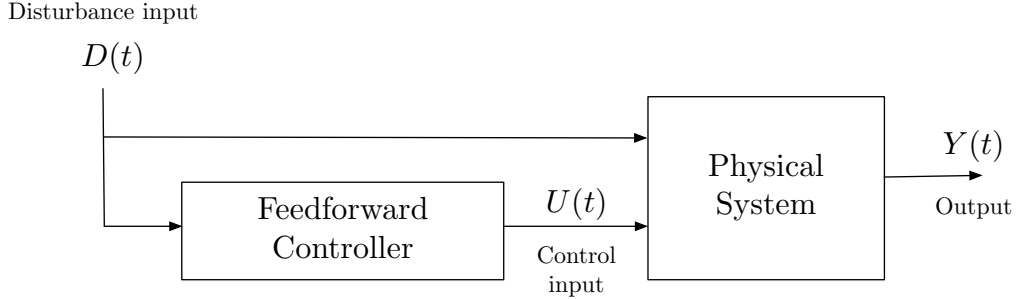 Disturbance input
D(t)
Feedforward
Controller
U(t)
Control
input
Physical
System
Y(t)
Output